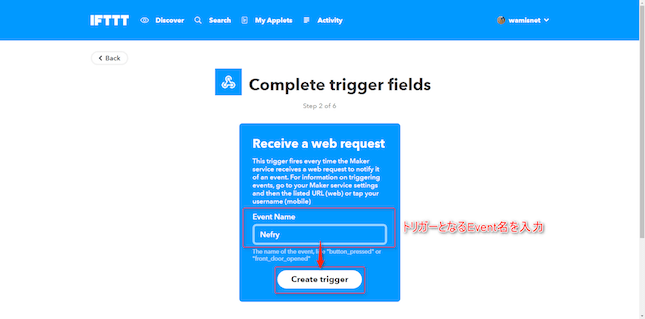 IFTTT Discover Search My Applets Activity wamisnet
Back
Complete trigger fields
Step 2 of 6
Receive a web request
This trigger fires every time the Maker
service receives a web request to notify it
of an event. For information on triggering
events, go to your Maker service settings
and then the listed URL (web) or tap your
username (mobile)
Event Name
Nefry
トリガーとなるEvent名を入力
The name of the event, like "button_pressed" or
"front_door_opened"
Create trigger